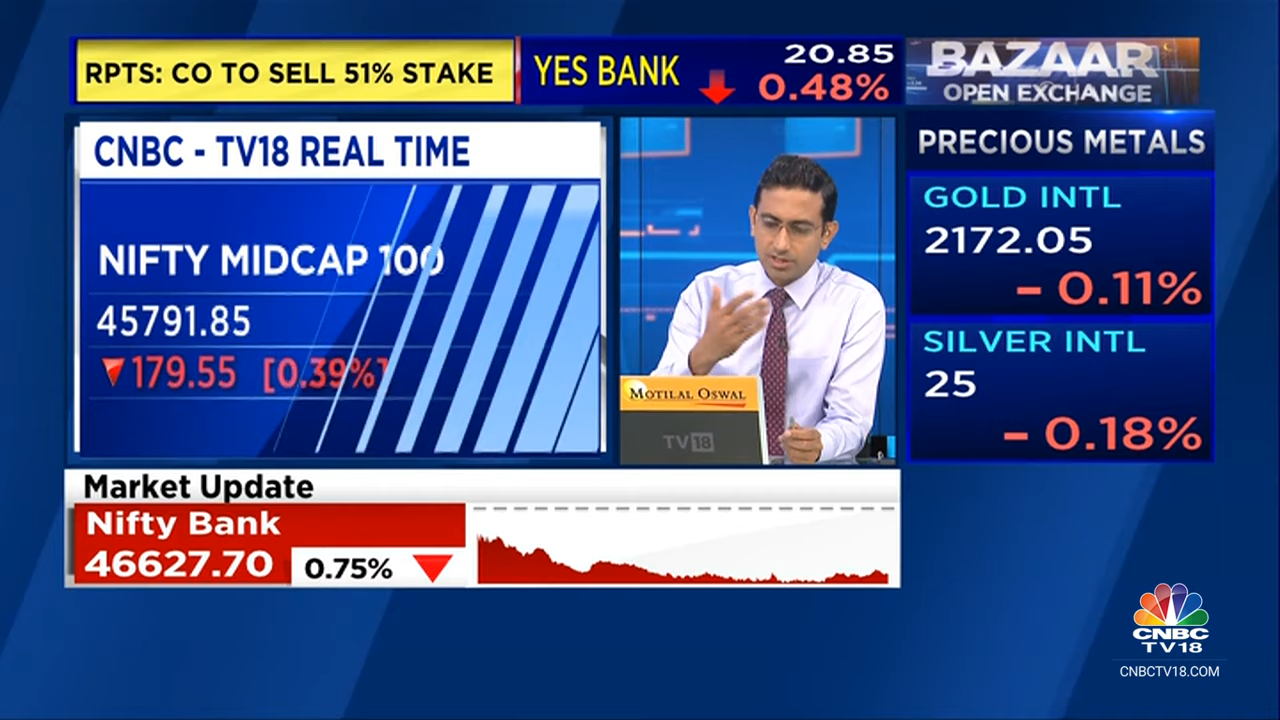 RPTS: CO TO SELL 51% STAKE
YES BANK
20.85
0.48%
BAZAAR
OPEN EXCHANGE
CNBC - TV18 REAL TIME
NIFTY MIDCAP 100
45791.85
179.55 [0.39%]
MOTILAL OSWAL
TV18
PRECIOUS METALS
GOLD INTL
2172.05
- 0.11%
SILVER INTL
25
- 0.18%
Market Update
Nifty Bank
46627.70
0.75%
CNBC
TV18
CNBCTV18.COM